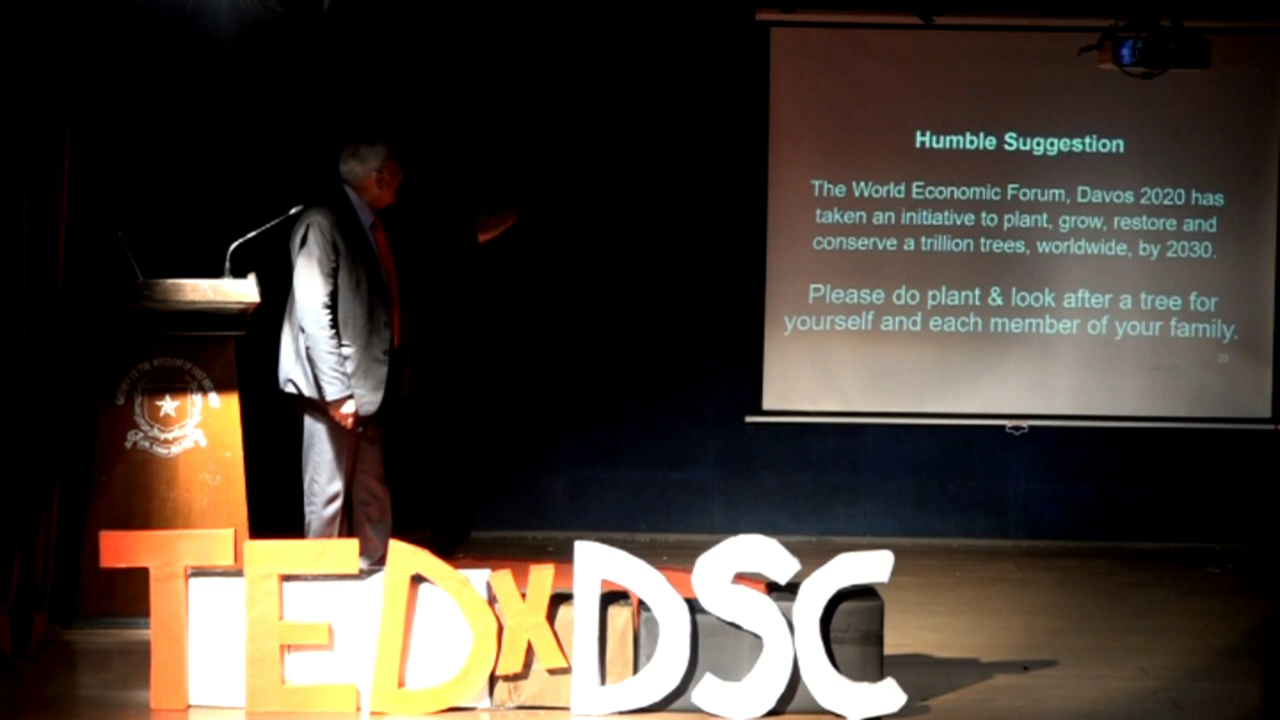 Humble Suggestion
The World Economic Forum, Davos 2020 has
taken an initiative to plant, grow, restore and
conserve a trillion trees, worldwide, by 2030.
Please do plant & look after a tree for
yourself and each member of your family.
TEDxDSC